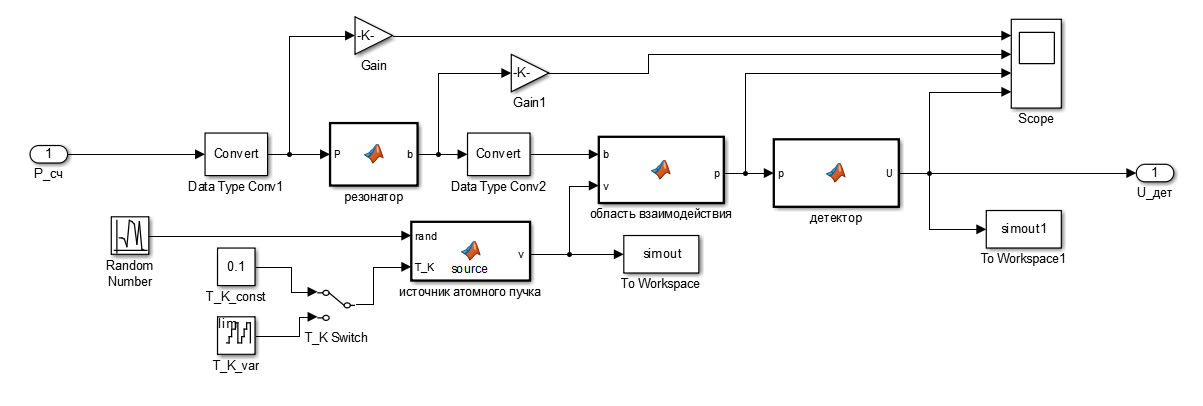 -K-
Gain
-K-
Gain1
Scope
1
P_сч
Convert
Data Type Conv1
P
b
резонатор
Convert
Data Type Conv2
b
v
p
область взаимодействия
p
U
детектор
1
U_дет
simout1
To Workspace1
Random
Number
rand
T_K
v
source
источник атомного пучка
simout
To Workspace
0.1
T_K_const
T_K Switch
lim
T_K_var